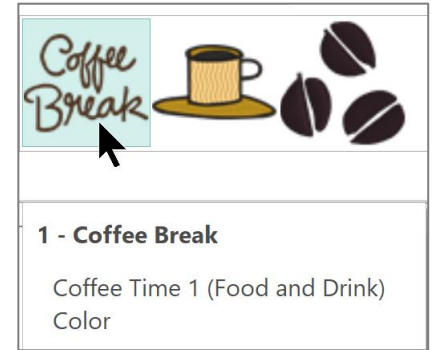 Coffee
Break
1 - Coffee Break
Coffee Time 1 (Food and Drink)
Color